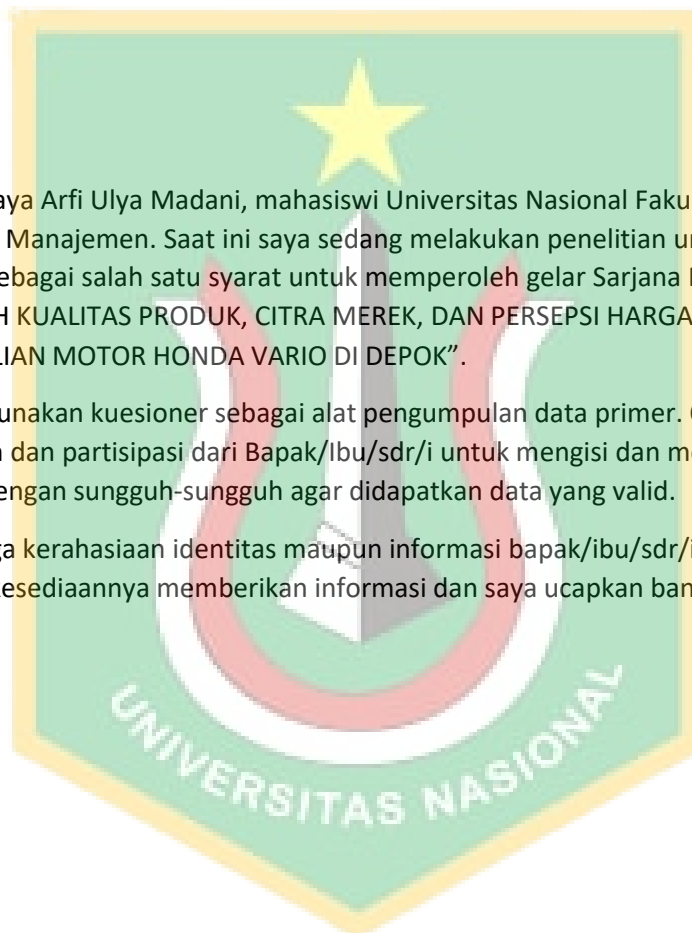 aya Arfi Ulya Madani, mahasiswi Universitas Nasional Faku
Manajemen. Saat ini saya sedang melakukan penelitian u
ebagai salah satu syarat untuk memperoleh gelar Sarjana
H KUALITAS PRODUK, CITRA MEREK, DAN PERSEPSI HARGA
LIAN MOTOR HONDA VARIO DI DEPOK”.
unakan kuesioner sebagai alat pengumpulan data primer.
n dan partisipasi dari Bapak/Ibu/sdr/i untuk mengisi dan m
engan sungguh-sungguh agar didapatkan data yang valid.
ga kerahasiaan identitas maupun informasi bapak/ibu/sdr/i
kesediaannya memberikan informasi dan saya ucapkan ban
UNIVERSITAS NASIONAL